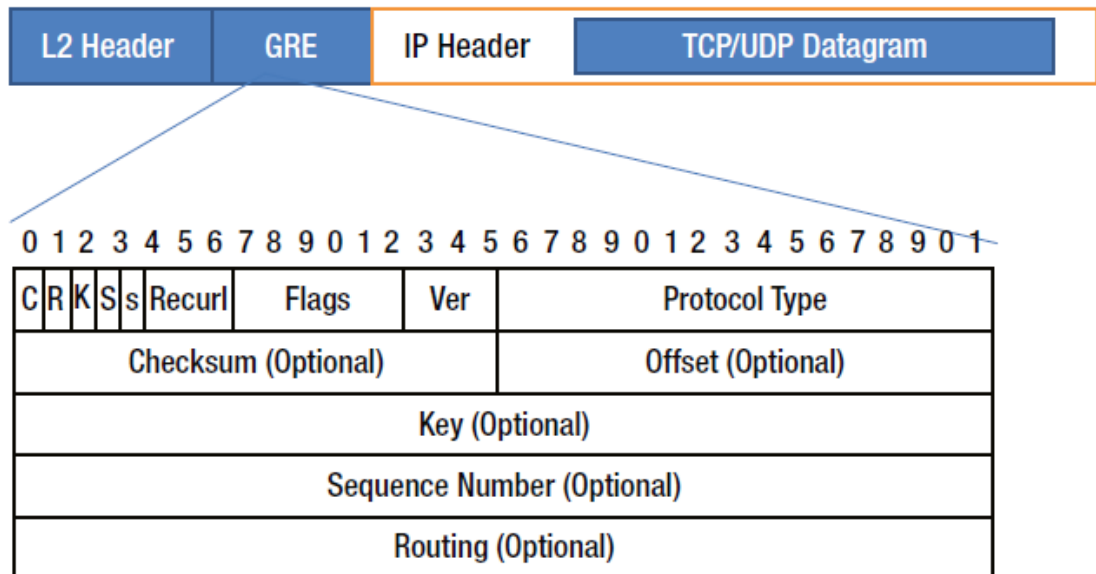 L2 Header GRE IP Header TCP/UDP Datagram
0 1 2 3 4 5 6 7 8 9 0 1 2 3 4 5 6 7 8 9 0 1 2 3 4 5 6 7 8 9 0 1
C R K S s Recurl Flags Ver Protocol Type
Checksum (Optional) Offset (Optional)
Key (Optional)
Sequence Number (Optional)
Routing (Optional)